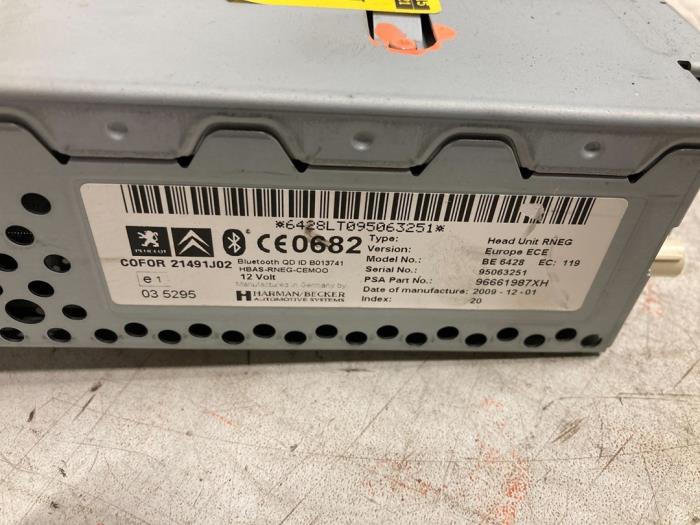 *6428LT095063251*
PEUGEOT
CE0682
COFOR 21491J02
Bluetooth QD ID B013741
HBAS-RNEG-CEMOO
12 Volt
e 1
03 5295
Manufactured in Germany by
HARMAN/BECKER
AUTOMOTIVE SYSTEMS
Type: Head Unit RNEG
Version: Europe ECE
Model No.: BE 6428 EC: 119
Serial No.: 95063251
PSA Part No.: 96661987XH
Date of manufacture: 2009-12-01
Index: 20